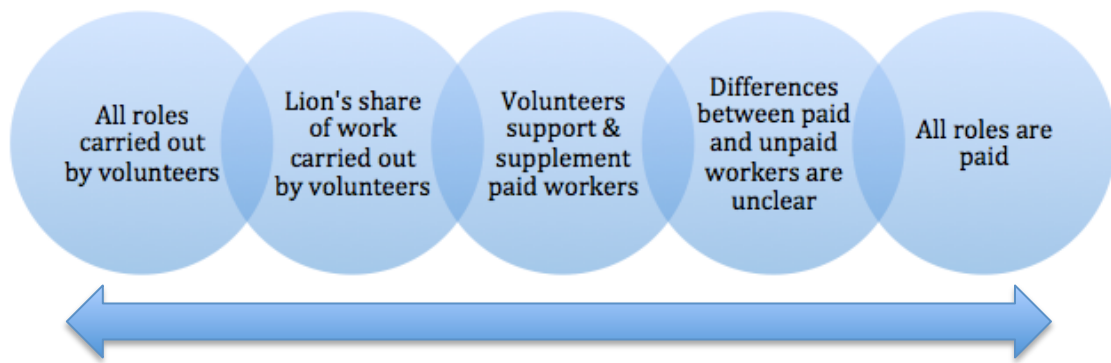 All roles
carried out
by volunteers
Lion's share
of work
carried out
by volunteers
Volunteers
support &
supplement
paid workers
Differences
between paid
and unpaid
workers are
unclear
All roles are
paid